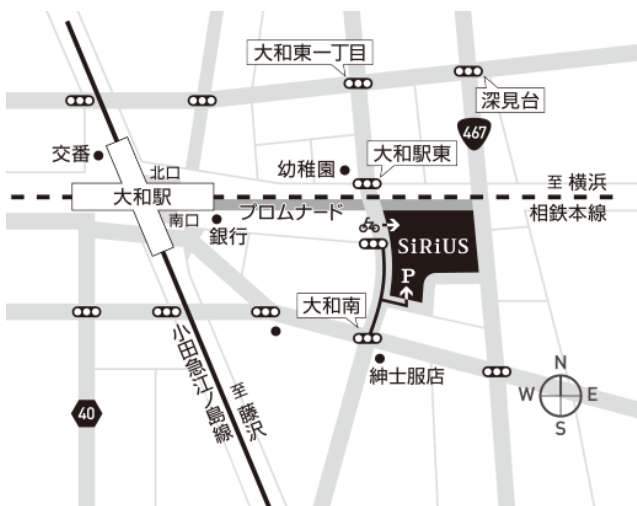 大和東一丁目
深見台
467
交番
北口
幼稚園
大和駅東
大和駅
至 横浜
南口
プロムナード
相鉄本線
銀行
SiRiUS
P
大和南
小田急江ノ島線
至 藤沢
紳士服店
40
N
W
E
S